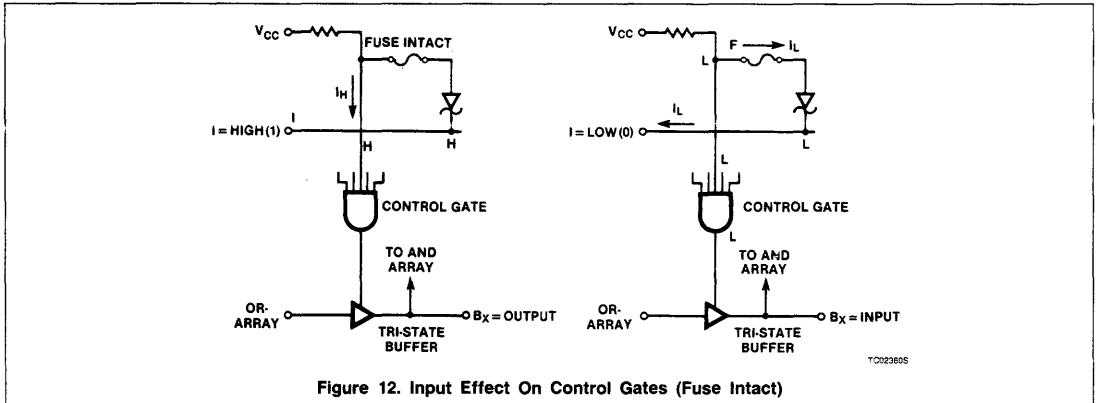 VCC
FUSE INTACT
IH
I
I = HIGH (1)
H
H
CONTROL GATE
TO AND
ARRAY
OR-
ARRAY
BX = OUTPUT
TRI-STATE
BUFFER
VCC
F
IL
L
IL
I = LOW (0)
L
L
CONTROL GATE
L
TO AND
ARRAY
OR-
ARRAY
BX = INPUT
TRI-STATE
BUFFER
TC02360S
Figure 12. Input Effect On Control Gates (Fuse Intact)